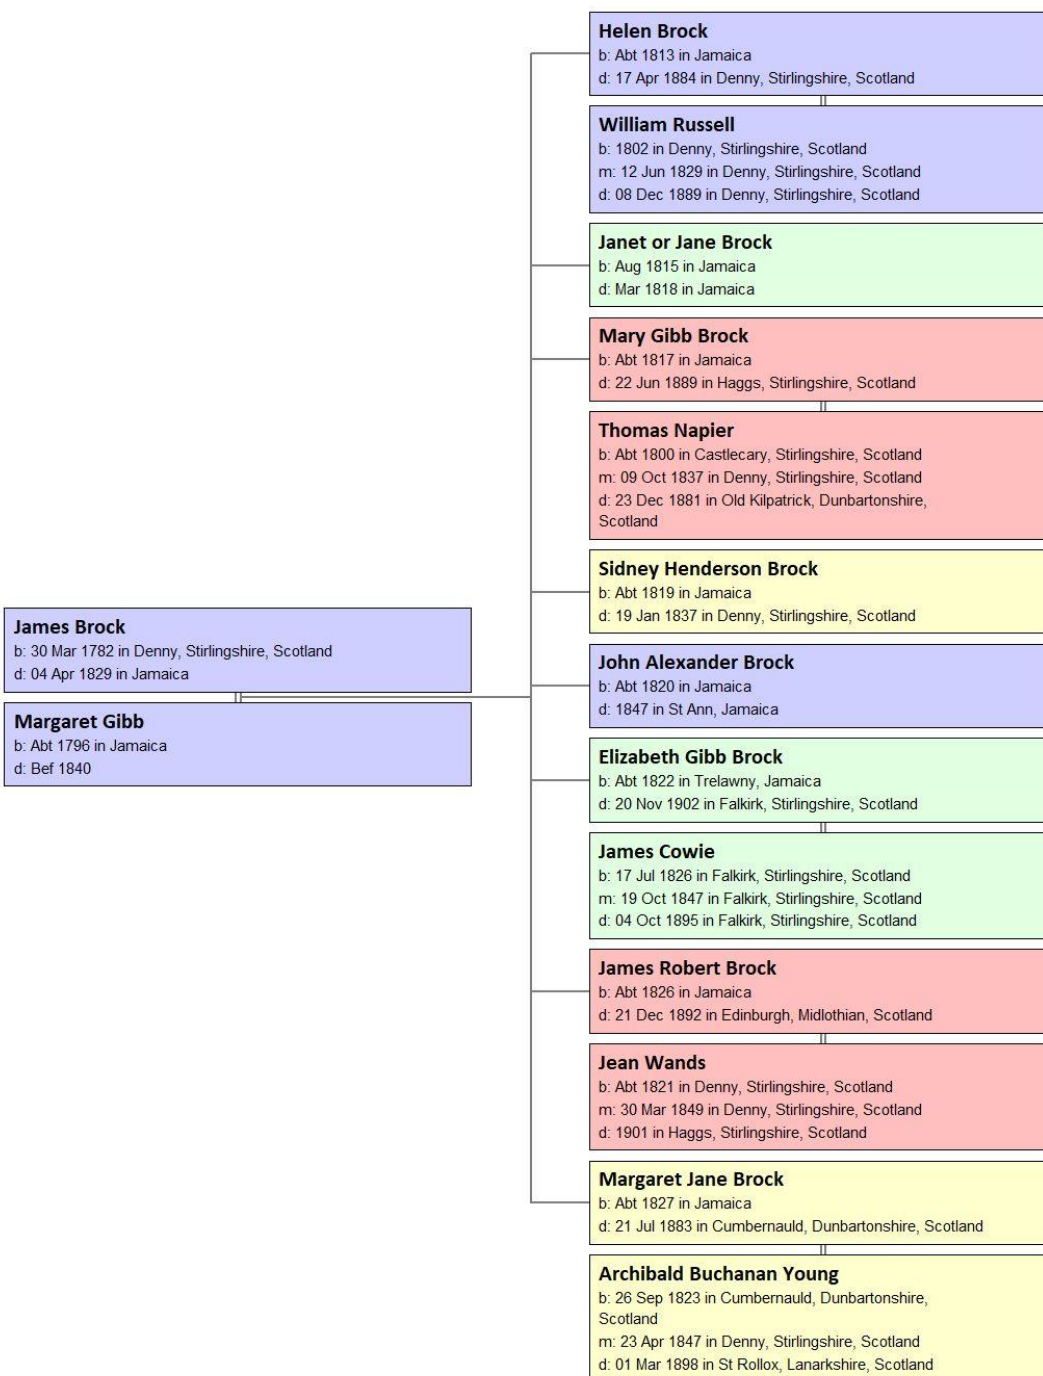 Helen Brock
b: Abt 1813 in Jamaica
d: 17 Apr 1884 in Denny, Stirlingshire, Scotland
William Russell
b: 1802 in Denny, Stirlingshire, Scotland
m: 12 Jun 1829 in Denny, Stirlingshire, Scotland
d: 08 Dec 1889 in Denny, Stirlingshire, Scotland
Janet or Jane Brock
b: Aug 1815 in Jamaica
d: Mar 1818 in Jamaica
Mary Gibb Brock
b: Abt 1817 in Jamaica
d: 22 Jun 1889 in Haggs, Stirlingshire, Scotland
Thomas Napier
b: Abt 1800 in Castlecary, Stirlingshire, Scotland
m: 09 Oct 1837 in Denny, Stirlingshire, Scotland
d: 23 Dec 1881 in Old Kilpatrick, Dunbartonshire,
Scotland
Sidney Henderson Brock
b: Abt 1819 in Jamaica
d: 19 Jan 1837 in Denny, Stirlingshire, Scotland
James Brock
b: 30 Mar 1782 in Denny, Stirlingshire, Scotland
d: 04 Apr 1829 in Jamaica
Margaret Gibb
b: Abt 1796 in Jamaica
d: Bef 1840
John Alexander Brock
b: Abt 1820 in Jamaica
d: 1847 in St Ann, Jamaica
Elizabeth Gibb Brock
b: Abt 1822 in Trelawny, Jamaica
d: 20 Nov 1902 in Falkirk, Stirlingshire, Scotland
James Cowie
b: 17 Jul 1826 in Falkirk, Stirlingshire, Scotland
m: 19 Oct 1847 in Falkirk, Stirlingshire, Scotland
d: 04 Oct 1895 in Falkirk, Stirlingshire, Scotland
James Robert Brock
b: Abt 1826 in Jamaica
d: 21 Dec 1892 in Edinburgh, Midlothian, Scotland
Jean Wands
b: Abt 1821 in Denny, Stirlingshire, Scotland
m: 30 Mar 1849 in Denny, Stirlingshire, Scotland
d: 1901 in Haggs, Stirlingshire, Scotland
Margaret Jane Brock
b: Abt 1827 in Jamaica
d: 21 Jul 1883 in Cumbernauld, Dunbartonshire, Scotland
Archibald Buchanan Young
b: 26 Sep 1823 in Cumbernauld, Dunbartonshire,
Scotland
m: 23 Apr 1847 in Denny, Stirlingshire, Scotland
d: 01 Mar 1898 in St Rollox, Lanarkshire, Scotland